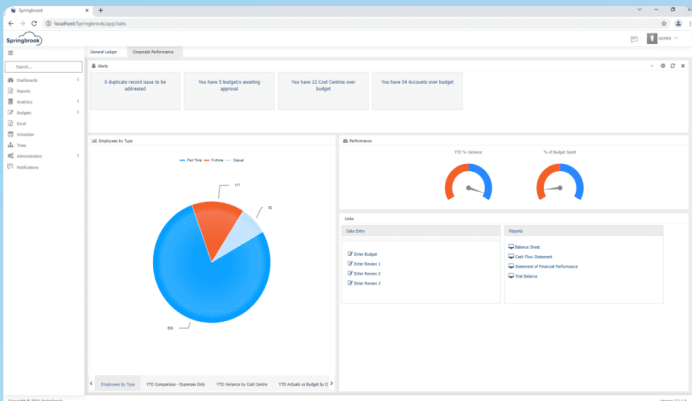 Springbrook
localhost/Springbrook/app/tabs
Springbrook
ADMIN
General Ledger
Corporate Performance
Search...
Dashboards
Reports
Analytics
Budgets
Excel
Schedule
Trees
Administration
Notifications
Alerts
0 duplicate record issue to be
addressed
You have 5 budget/s awaiting
approval
You have 12 Cost Centres over
budget
You have 54 Accounts over budget
Employees by Type
Part Time
Fulltime
Casual
Employees by Type
YTD Comparison - Expenses Only
YTD Variance by Cost Centre
YTD Actuals vs Budget by D
Performance
YTD % Variance
% of Budget Spent
Links
Data Entry
Enter Budget
Enter Review 1
Enter Review 2
Enter Review 3
Reports
Balance Sheet
Cash Flow Statement
Statement of Financial Performance
Trial Balance